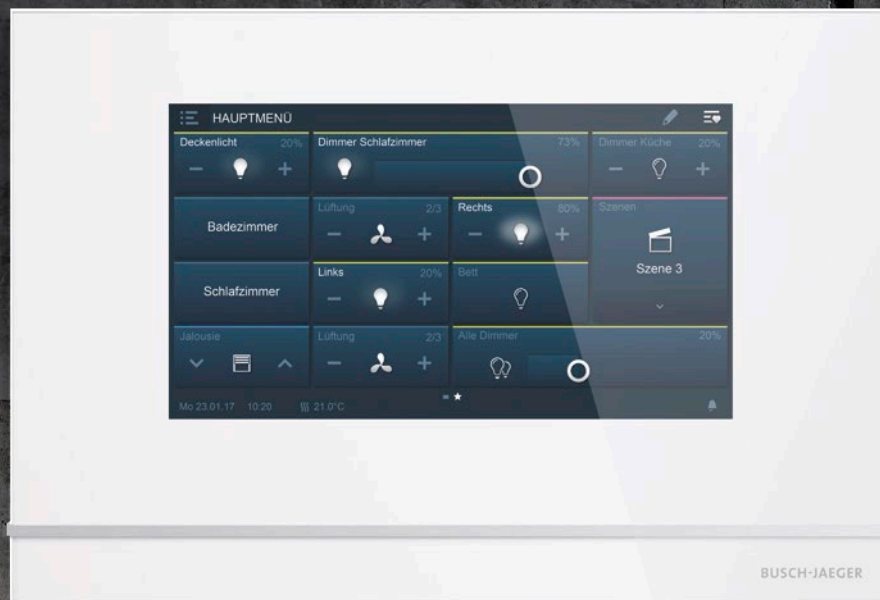 HAUPTMENÜ
Deckenlicht 20%
Dimmer Schlafzimmer 73%
Dimmer Küche 20%
Badezimmer
Lüftung 2/3
Rechts 80%
Szenen
Szene 3
Schlafzimmer
Links 20%
Bett
Jalousie
Lüftung 2/3
Alle Dimmer 20%
Mo 23.01.17 10:20 21.0°C
BUSCH-JAEGER